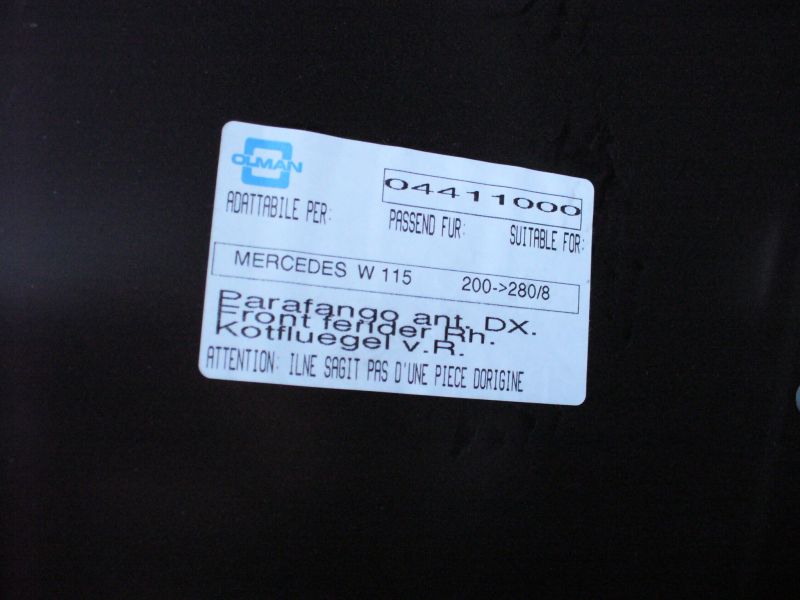 OLMAN
04411000
ADATTABILE PER: PASSEND FUR: SUITABLE FOR:
MERCEDES W 115 200->280/8
Parafango ant. DX.
Front fender Rh.
Kotfluegel v.R.
ATTENTION: ILNE SAGIT PAS D'UNE PIECE DORIGINE